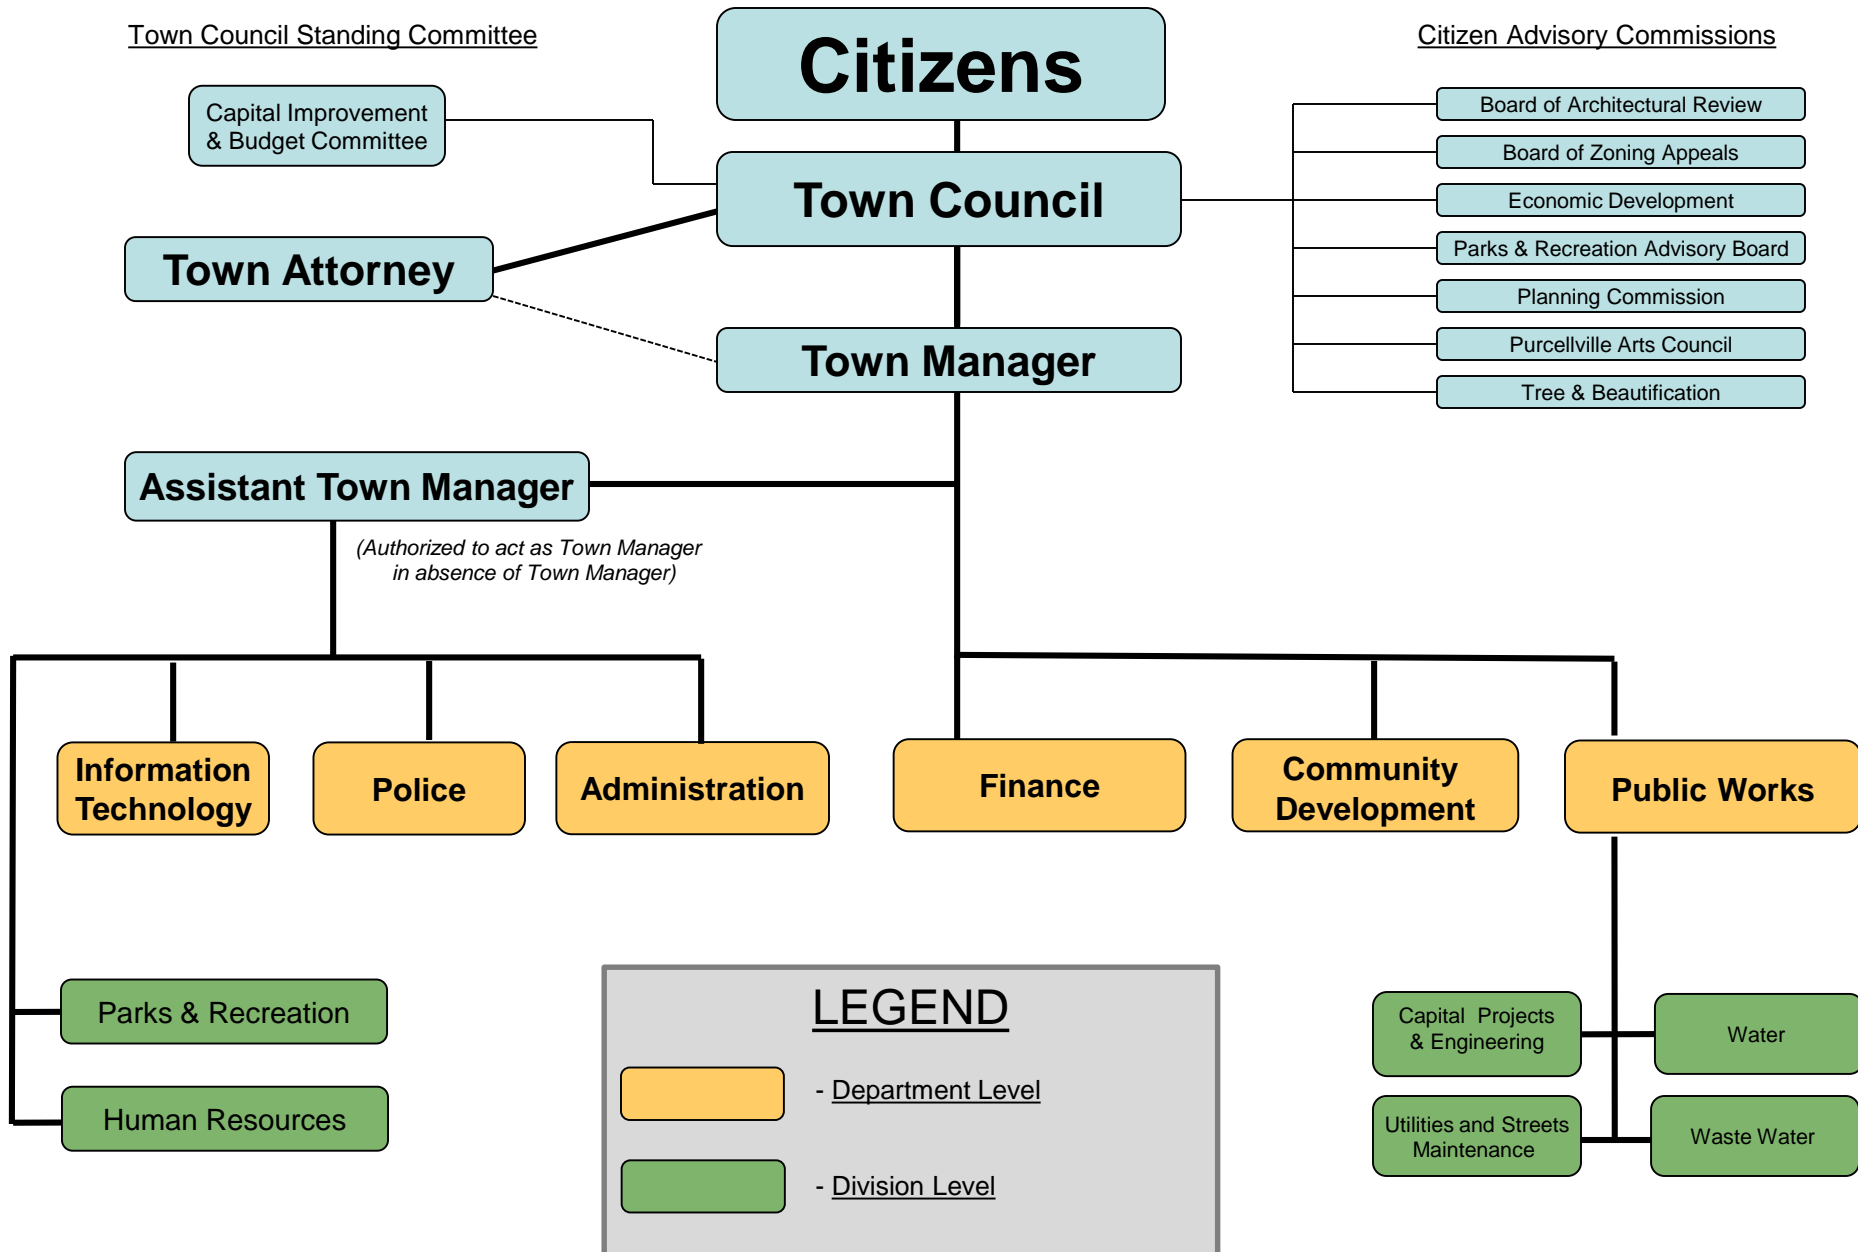 Town Council Standing Committee
Citizens
Citizen Advisory Commissions
Capital Improvement
& Budget Committee
Board of Architectural Review
Board of Zoning Appeals
Town Council
Economic Development
Town Attorney
Parks & Recreation Advisory Board
Planning Commission
Town Manager
Purcellville Arts Council
Tree & Beautification
Assistant Town Manager
(Authorized to act as Town Manager
in absence of Town Manager)
Information
Technology
Police
Administration
Finance
Community
Development
Public Works
Parks & Recreation
Human Resources
LEGEND
- Department Level
- Division Level
Capital Projects
& Engineering
Water
Utilities and Streets
Maintenance
Waste Water